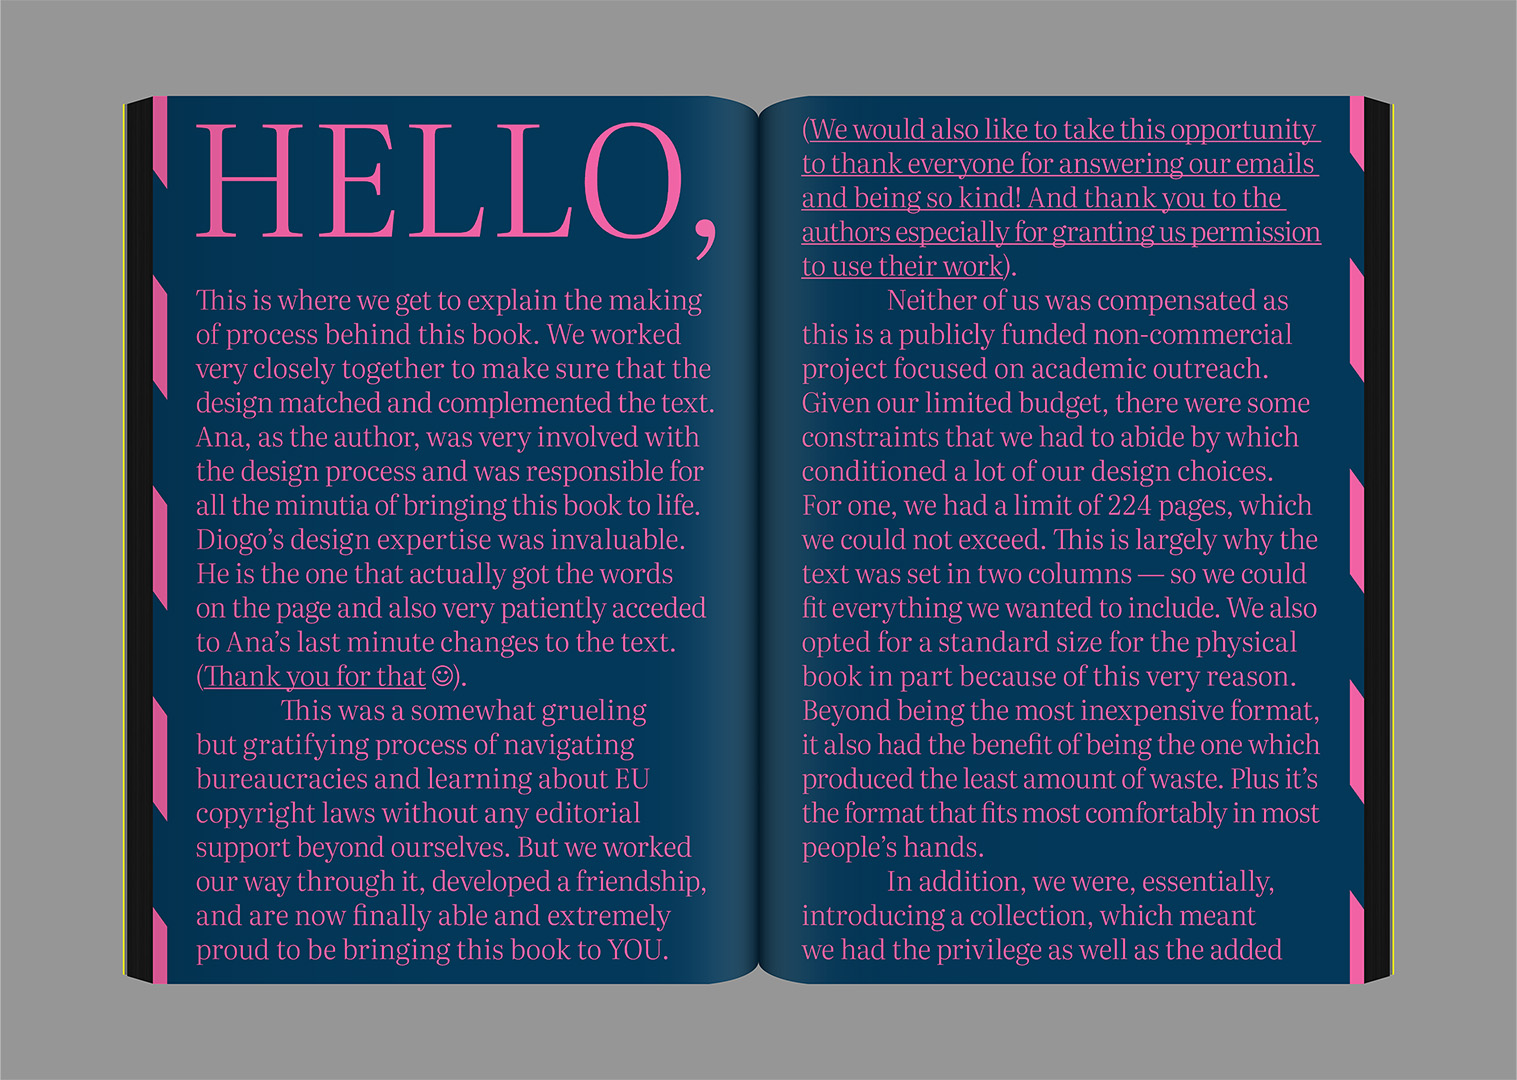 HELLO,
This is where we get to explain the making
of process behind this book. We worked
very closely together to make sure that the
design matched and complemented the text.
Ana, as the author, was very involved with
the design process and was responsible for
all the minutia of bringing this book to life.
Diogo’s design expertise was invaluable.
He is the one that actually got the words
on the page and also very patiently acceded
to Ana’s last minute changes to the text.
(Thank you for that ☺).
This was a somewhat grueling
but gratifying process of navigating
bureaucracies and learning about EU
copyright laws without any editorial
support beyond ourselves. But we worked
our way through it, developed a friendship,
and are now finally able and extremely
proud to be bringing this book to YOU.
(We would also like to take this opportunity
to thank everyone for answering our emails
and being so kind! And thank you to the
authors especially for granting us permission
to use their work).
Neither of us was compensated as
this is a publicly funded non-commercial
project focused on academic outreach.
Given our limited budget, there were some
constraints that we had to abide by which
conditioned a lot of our design choices.
For one, we had a limit of 224 pages, which
we could not exceed. This is largely why the
text was set in two columns — so we could
fit everything we wanted to include. We also
opted for a standard size for the physical
book in part because of this very reason.
Beyond being the most inexpensive format,
it also had the benefit of being the one which
produced the least amount of waste. Plus it’s
the format that fits most comfortably in most
people’s hands.
In addition, we were, essentially,
introducing a collection, which meant
we had the privilege as well as the added